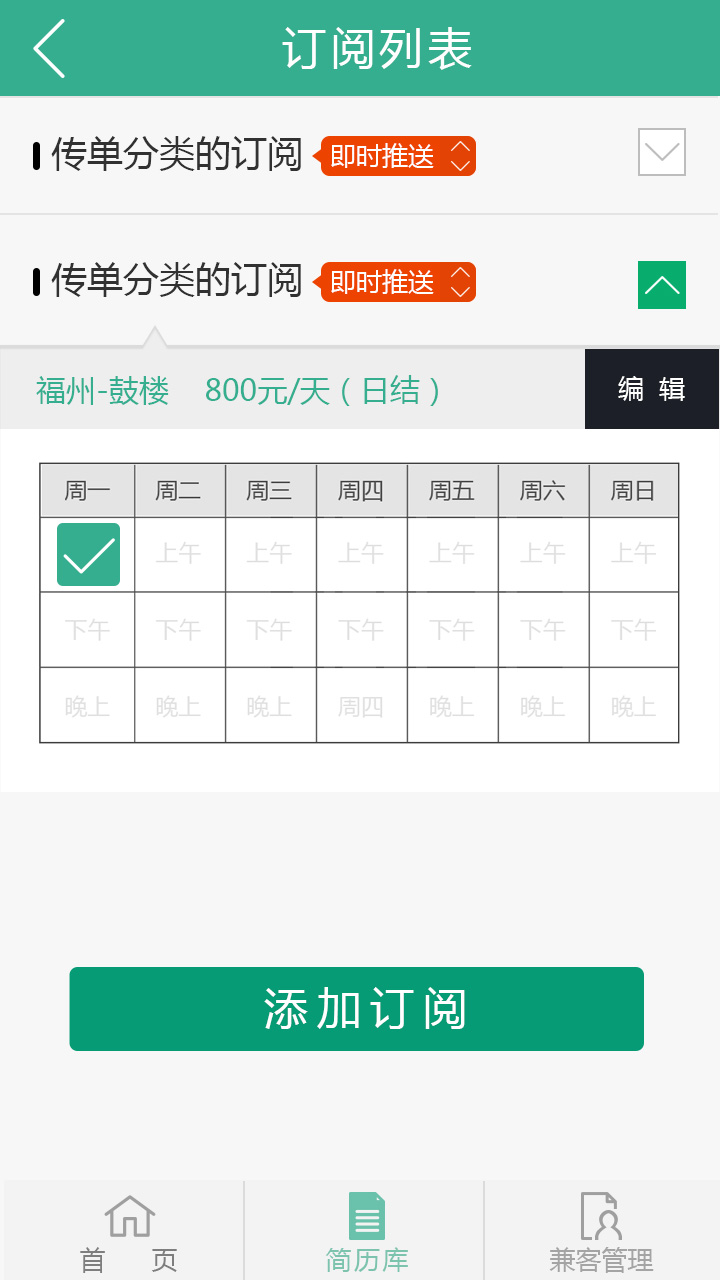 订阅列表
传单分类的订阅 即时推送
传单分类的订阅 即时推送
福州-鼓楼 800元/天（日结） 编 辑
周一 周二 周三 周四 周五 周六 周日
上午 上午 上午 上午 上午 上午
下午 下午 下午 下午 下午 下午 下午
晚上 晚上 晚上 周四 晚上 晚上 晚上
添加订阅
首 页 简历库 兼客管理